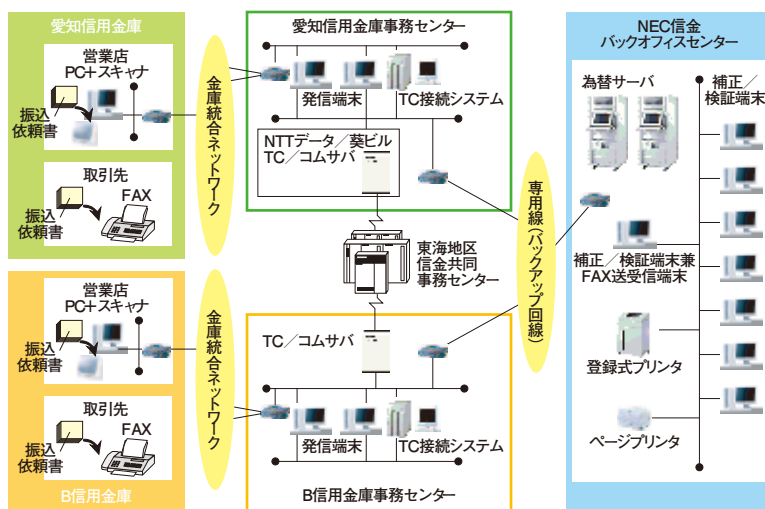 愛知信用金庫
営業店
PC+スキャナ
振込
依頼書
取引先
FAX
振込
依頼書
営業店
PC+スキャナ
振込
依頼書
取引先
FAX
振込
依頼書
B信用金庫
金庫統合ネットワーク
金庫統合ネットワーク
愛知信用金庫事務センター
発信端末
TC接続システム
NTTデータ/葵ビル
TC/コムサバ
東海地区
信金共同
事務センター
TC/コムサバ
発信端末
TC接続システム
B信用金庫事務センター
専用線(バックアップ回線)
NEC信金
バックオフィスセンター
為替サーバ
補正/
検証端末
補正/検証端末兼
FAX送受信端末
登録式プリンタ
ページプリンタ